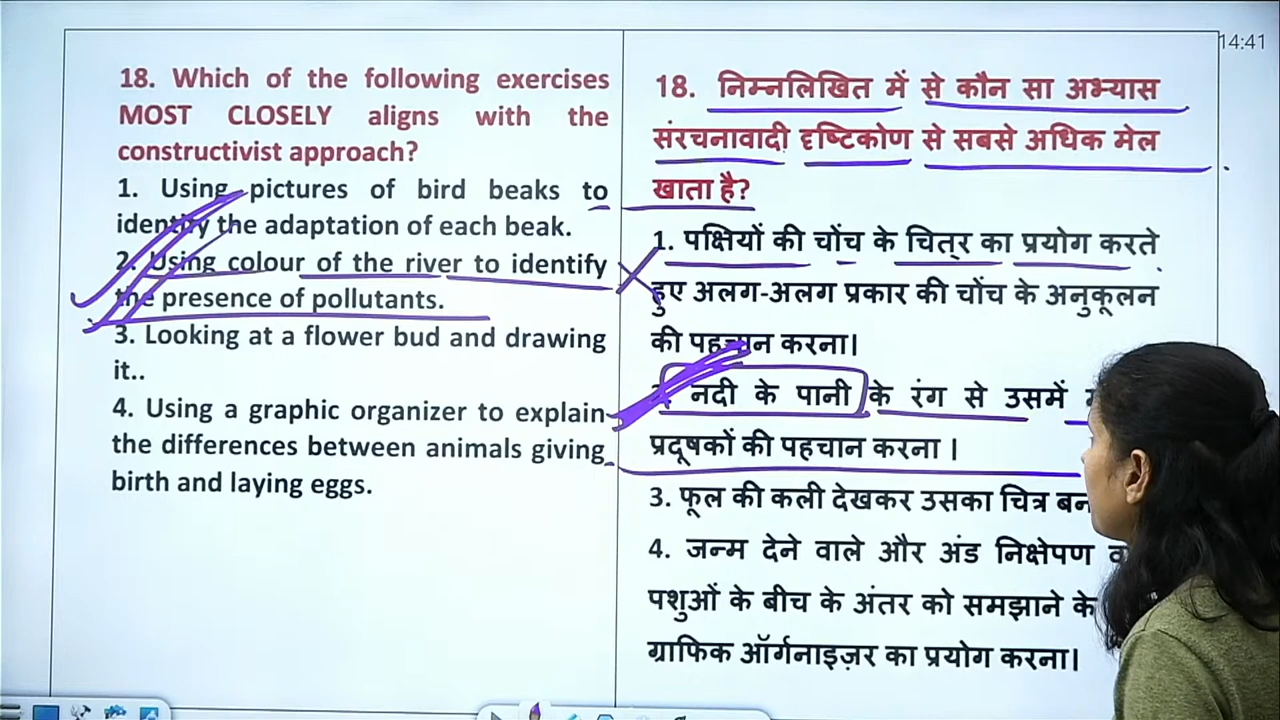 14:41
18. Which of the following exercises
MOST CLOSELY aligns with the
constructivist approach?
1. Using pictures of bird beaks to
identify the adaptation of each beak.
2. Using colour of the river to identify
the presence of pollutants.
3. Looking at a flower bud and drawing
it..
4. Using a graphic organizer to explain
the differences between animals giving
birth and laying eggs.
18. निम्नलिखित में से कौन सा अभ्यास
संरचनावादी दृष्टिकोण से सबसे अधिक मेल
खाता है?
1. पक्षियों की चोंच के चित्र का प्रयोग करते
हुए अलग-अलग प्रकार की चोंच के अनुकूलन
की पहचान करना।
2. नदी के पानी के रंग से उसमें
प्रदूषकों की पहचान करना ।
3. फूल की कली देखकर उसका चित्र
4. जन्म देने वाले और अंड निक्षेपण
पशुओं के बीच के अंतर को समझाने के
ग्राफिक ऑर्गनाइज़र का प्रयोग करना।